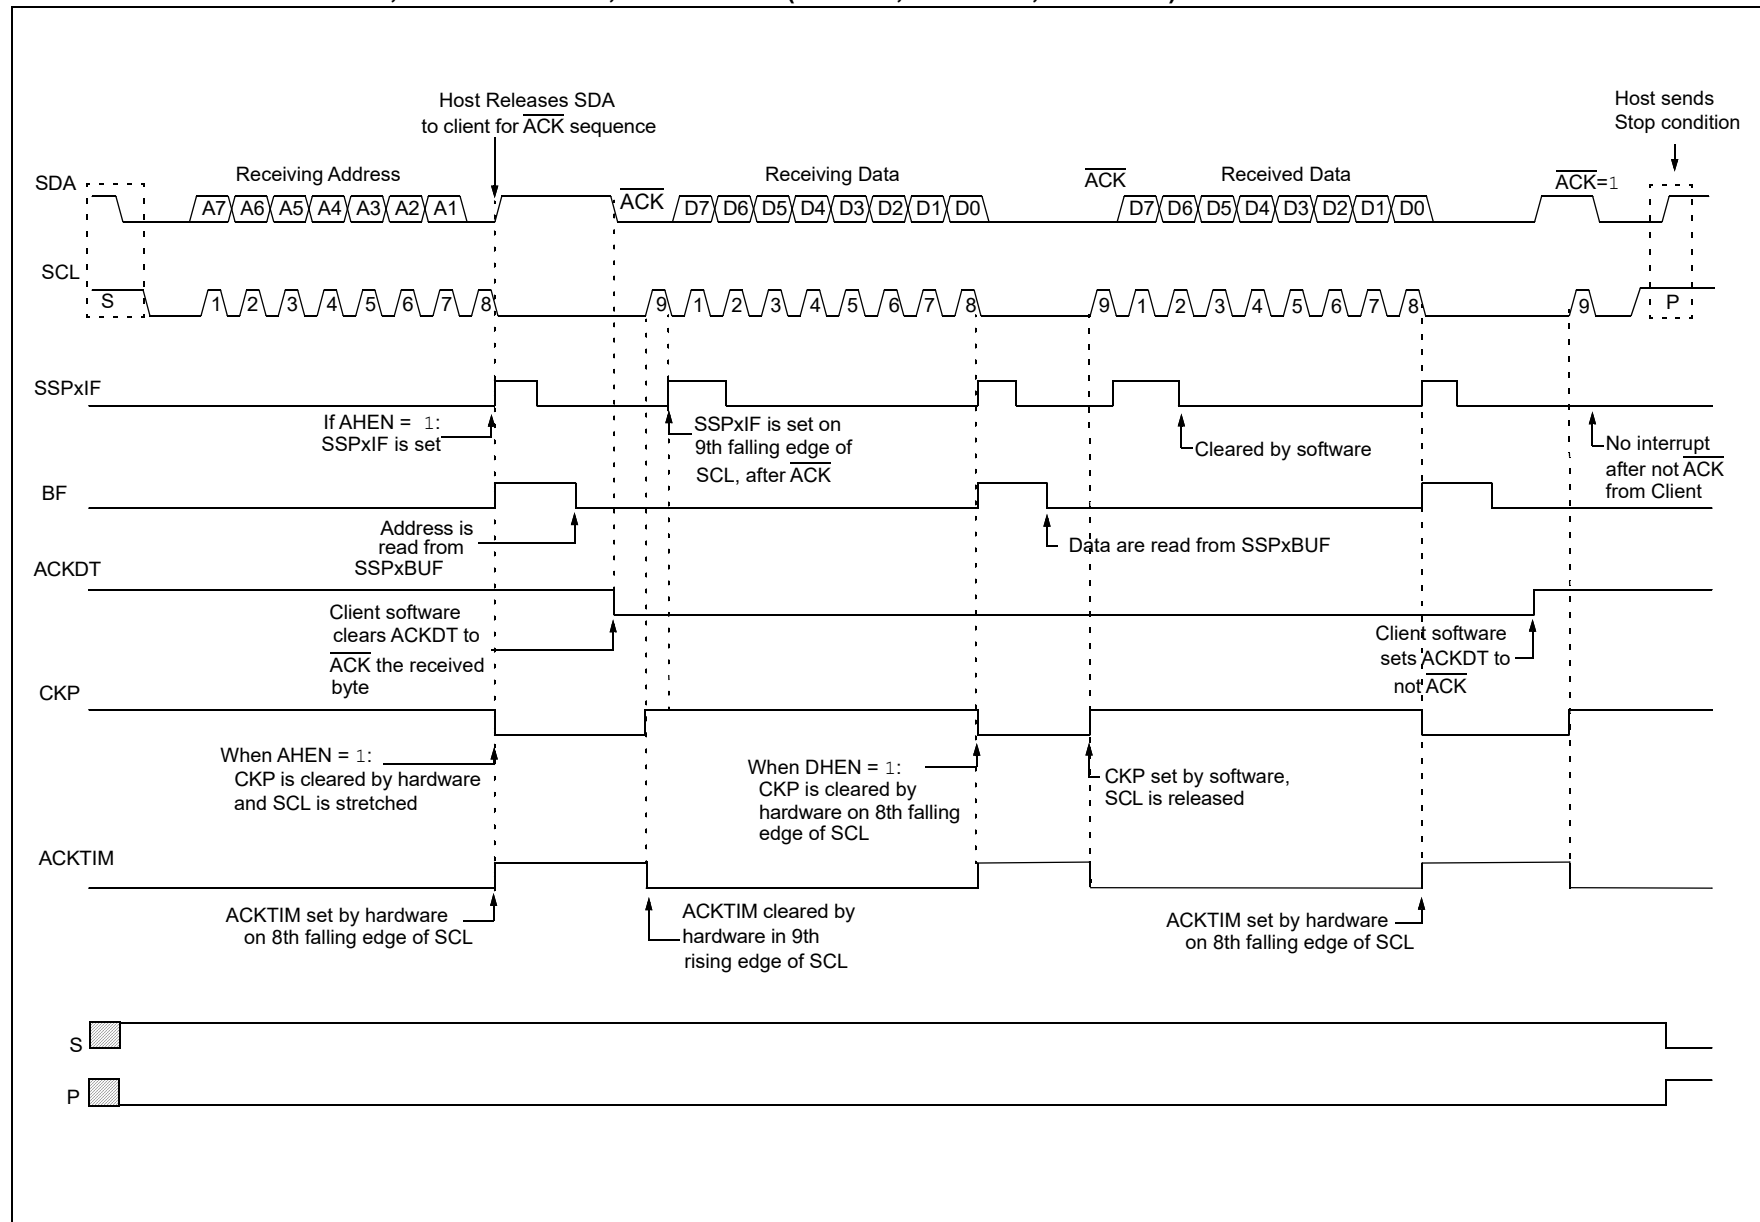 Host Releases SDA
to client for ACK sequence
Host sends
Stop condition
SDA
Receiving Address
A7 A6 A5 A4 A3 A2 A1
ACK
Receiving Data
D7 D6 D5 D4 D3 D2 D1 D0
ACK
Received Data
D7 D6 D5 D4 D3 D2 D1 D0
ACK=1
SCL
S
1 2 3 4 5 6 7 8
9 1 2 3 4 5 6 7 8
9 1 2 3 4 5 6 7 8
9
P
SSPxIF
If AHEN = 1:
SSPxIF is set
SSPxIF is set on
9th falling edge of
SCL, after ACK
Cleared by software
No interrupt
after not ACK
from Client
BF
Address is
read from
SSPxBUF
Data are read from SSPxBUF
ACKDT
Client software
clears ACKDT to
ACK the received
byte
Client software
sets ACKDT to
not ACK
CKP
When AHEN = 1:
CKP is cleared by hardware
and SCL is stretched
When DHEN = 1:
CKP is cleared by
hardware on 8th falling
edge of SCL
CKP set by software,
SCL is released
ACKTIM
ACKTIM set by hardware
on 8th falling edge of SCL
ACKTIM cleared by
hardware in 9th
rising edge of SCL
ACKTIM set by hardware
on 8th falling edge of SCL
S
P